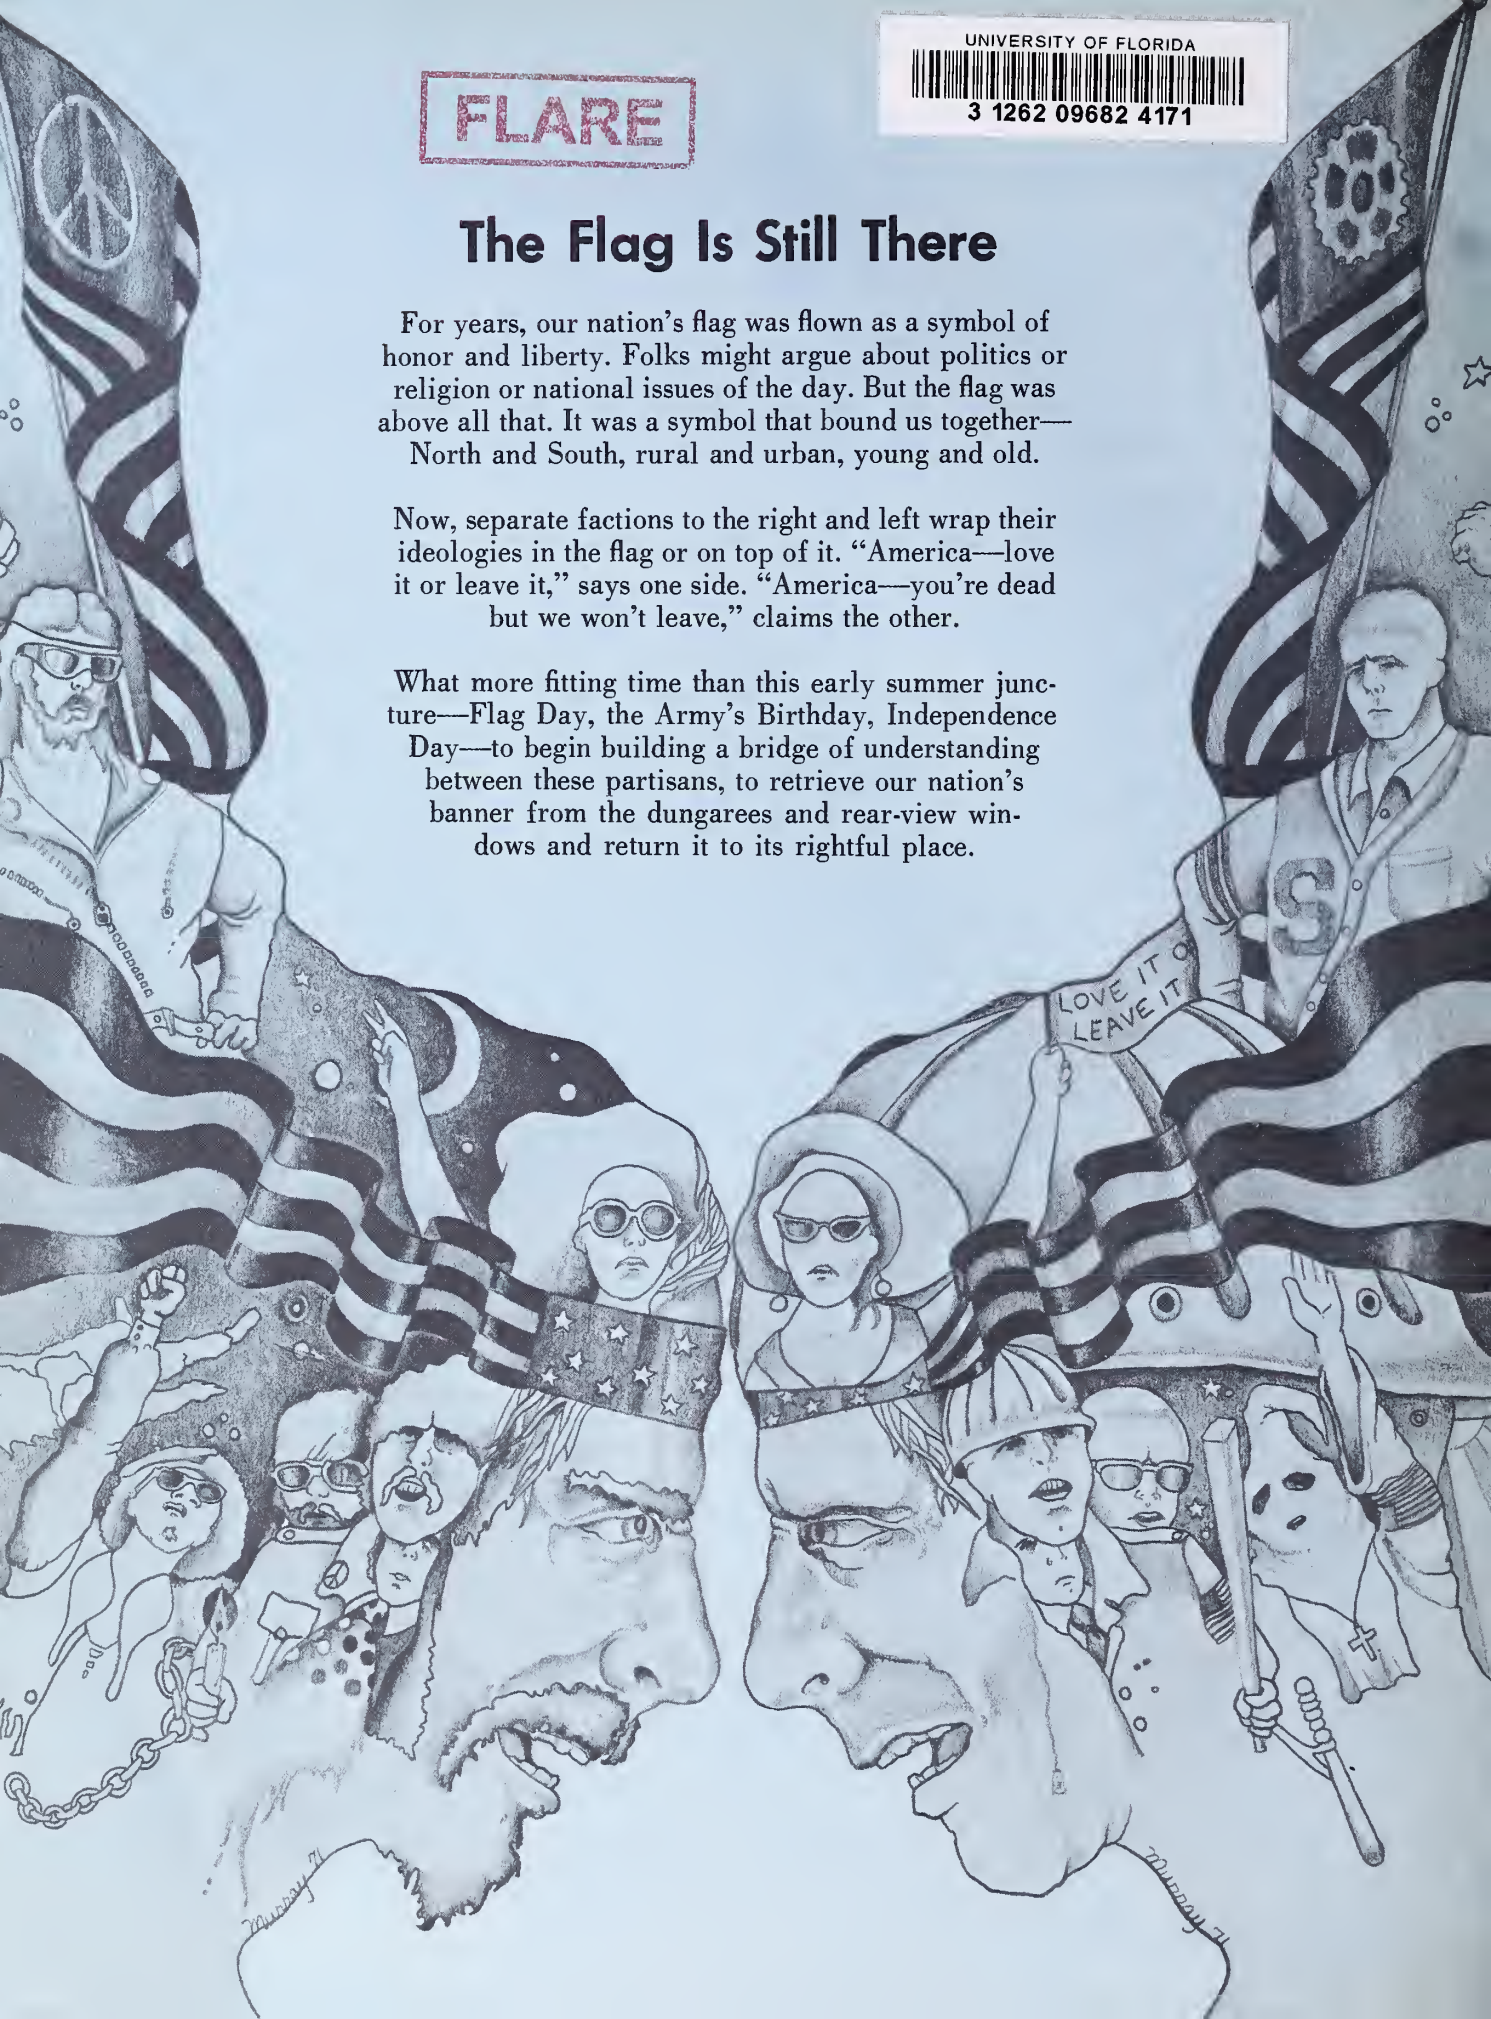 UNIVERSITY OF FLORIDA
3 1262 09682 4171
FLARE
The Flag Is Still There
For years, our nation's flag was flown as a symbol of
honor and liberty. Folks might argue about politics or
religion or national issues of the day. But the flag was
above all that. It was a symbol that bound us together—
North and South, rural and urban, young and old.
Now, separate factions to the right and left wrap their
ideologies in the flag or on top of it. “America—love
it or leave it,” says one side. “America—you're dead
but we won't leave,” claims the other.
What more fitting time than this early summer junc-
ture—Flag Day, the Army's Birthday, Independence
Day—to begin building a bridge of understanding
between these partisans, to retrieve our nation's
banner from the dungarees and rear-view win-
dows and return it to its rightful place.
S
LOVE IT O
LEAVE IT
Murray 71
Murray 71